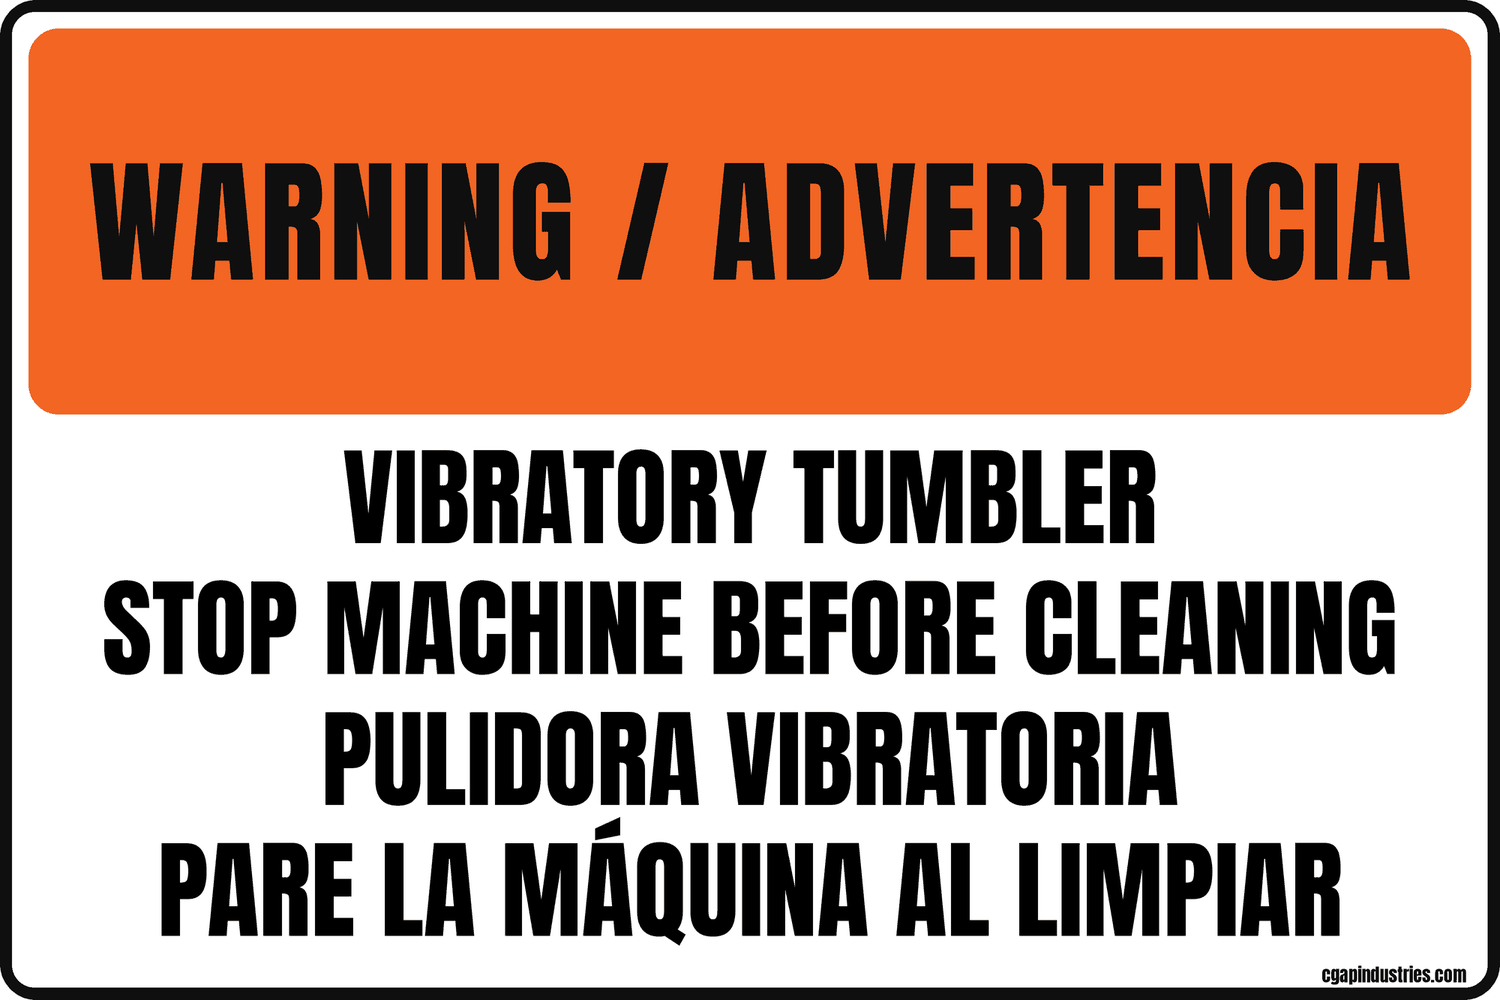 WARNING / ADVERTENCIA
VIBRATORY TUMBLER
STOP MACHINE BEFORE CLEANING
PULIDORA VIBRATORIA
PARE LA MÁQUINA AL LIMPIAR
cgapindustries.com